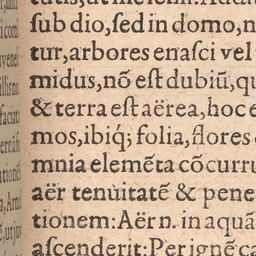 sub dio, sed in domo, n
tur, arbores enasci vel
midus, nõ est dubiũ, qu
& terra est aërea, hoc e
mos, ibiq́; folia, flores
mnia elemẽta cõcurru
aër tenuitatẽ & pene
tionem: Aër n. in aquã
ascenderit: Per ignẽ ca